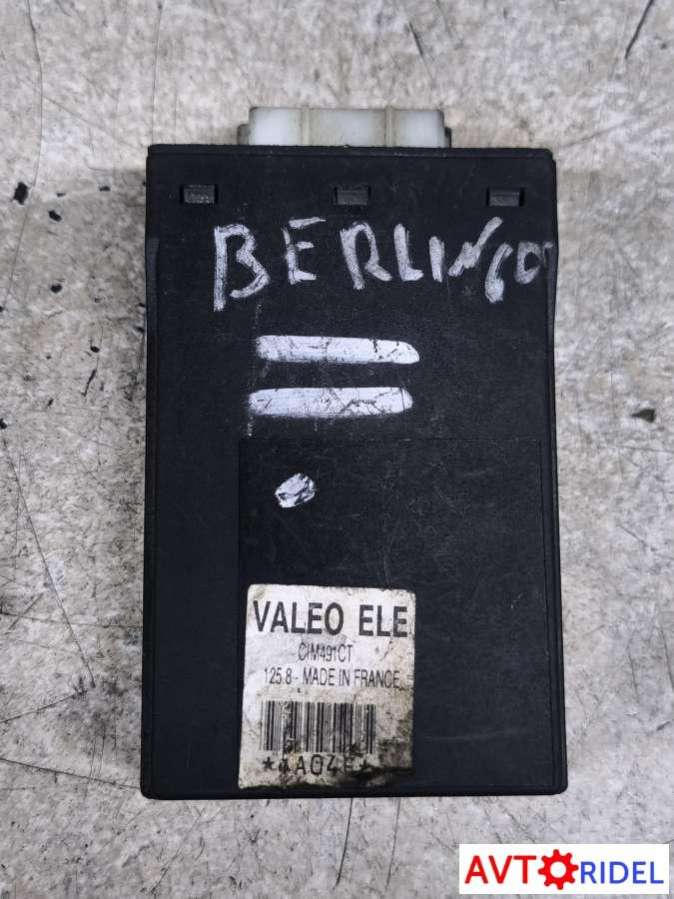 BERLINGO
VALEO ELE
CIM491CT
125.8 - MADE IN FRANCE
AVTORIDEL